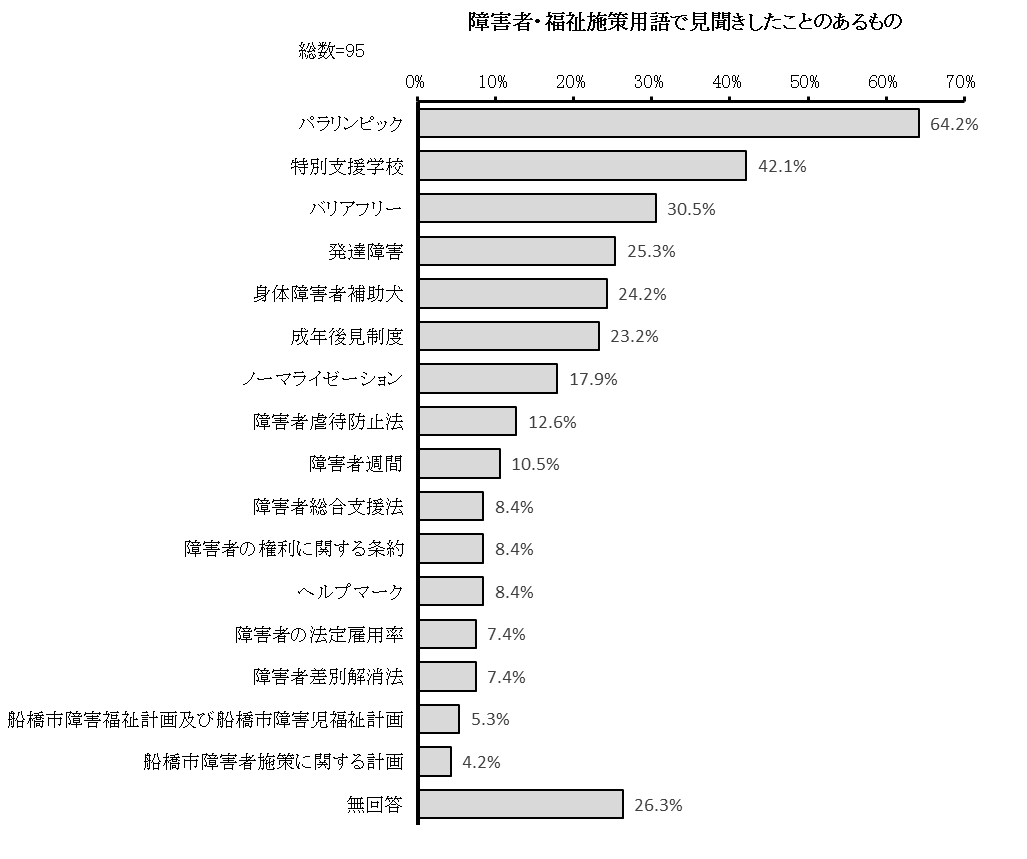 障害者・福祉施策用語で見聞きしたことのあるもの
総数=95
0% 10% 20% 30% 40% 50% 60% 70%
パラリンピック 64.2%
特別支援学校 42.1%
バリアフリー 30.5%
発達障害 25.3%
身体障害者補助犬 24.2%
成年後見制度 23.2%
ノーマライゼーション 17.9%
障害者虐待防止法 12.6%
障害者週間 10.5%
障害者総合支援法 8.4%
障害者の権利に関する条約 8.4%
ヘルプマーク 8.4%
障害者の法定雇用率 7.4%
障害者差別解消法 7.4%
船橋市障害福祉計画及び船橋市障害児福祉計画 5.3%
船橋市障害者施策に関する計画 4.2%
無回答 26.3%